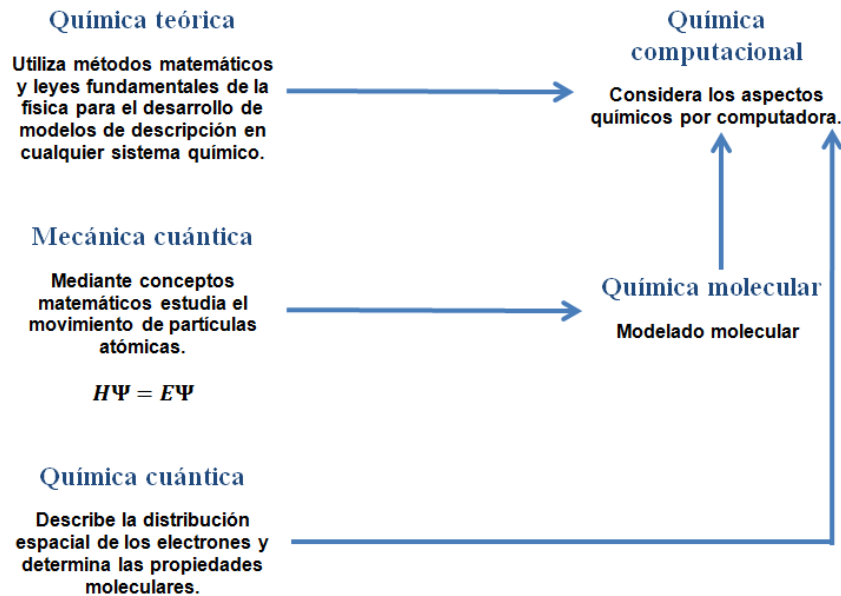 Química teórica
Utiliza métodos matemáticos
y leyes fundamentales de la
física para el desarrollo de
modelos de descripción en
cualquier sistema químico.
Química
computacional
Considera los aspectos
químicos por computadora.
Mecánica cuántica
Mediante conceptos
matemáticos estudia el
movimiento de partículas
atómicas.
HΨ = EΨ
Química molecular
Modelado molecular
Química cuántica
Describe la distribución
espacial de los electrones y
determina las propiedades
moleculares.